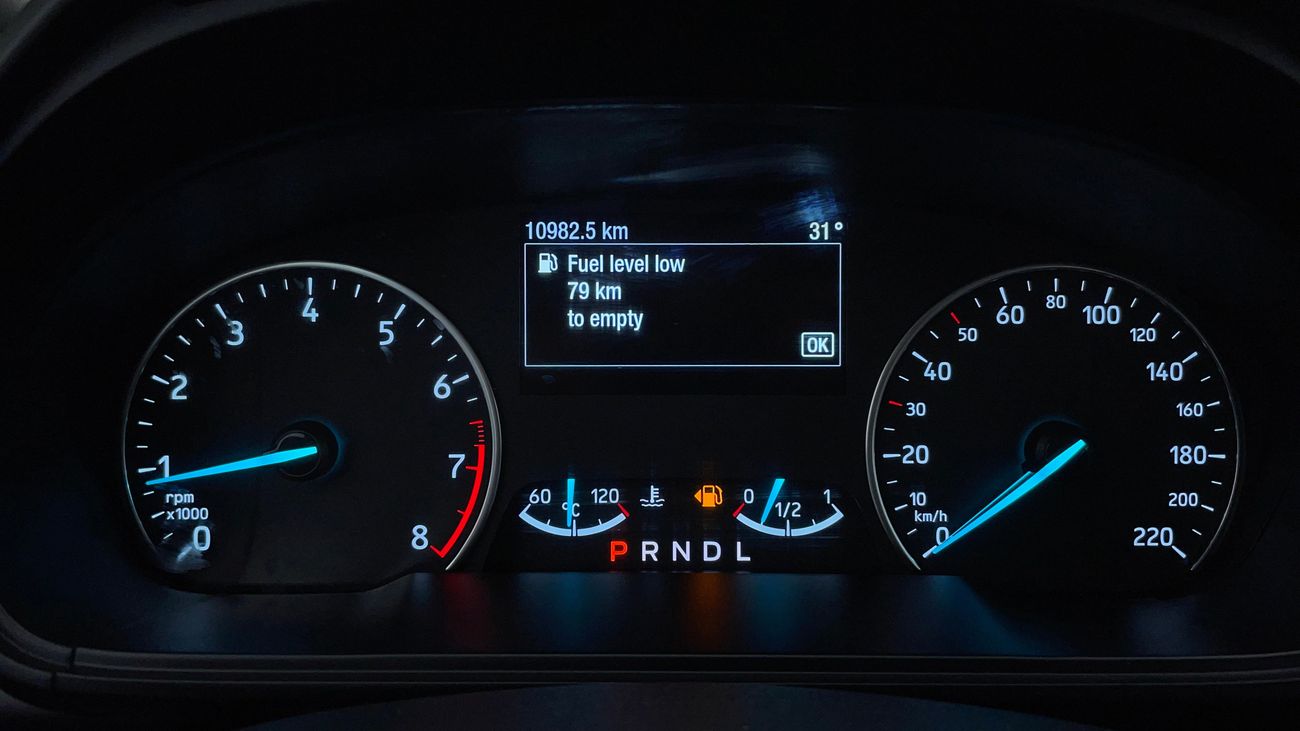 10982.5 km 31°
Fuel level low
79 km
to empty
OK
0 1 2 3 4 5 6 7 8
rpm
x1000
60 °C 120
0 1/2 1
P R N D L
0 10 20 30 40 50 60 80 100 120 140 160 180 200 220
km/h